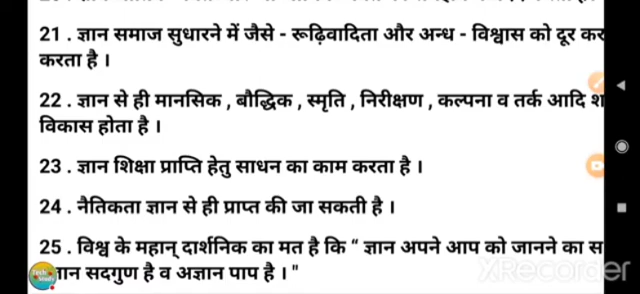 21 . ज्ञान समाज सुधारने में जैसे - रूढ़िवादिता और अन्ध - विश्वास को दूर कर
करता है ।
22 . ज्ञान से ही मानसिक , बौद्धिक , स्मृति , निरीक्षण , कल्पना व तर्क आदि
विकास होता है ।
23 . ज्ञान शिक्षा प्राप्ति हेतु साधन का काम करता है ।
24 . नैतिकता ज्ञान से ही प्राप्त की जा सकती है ।
25 . विश्व के महान् दार्शनिक का मत है कि “ ज्ञान अपने आप को जानने का
सदगुण है व अज्ञान पाप है । "
XRecorder